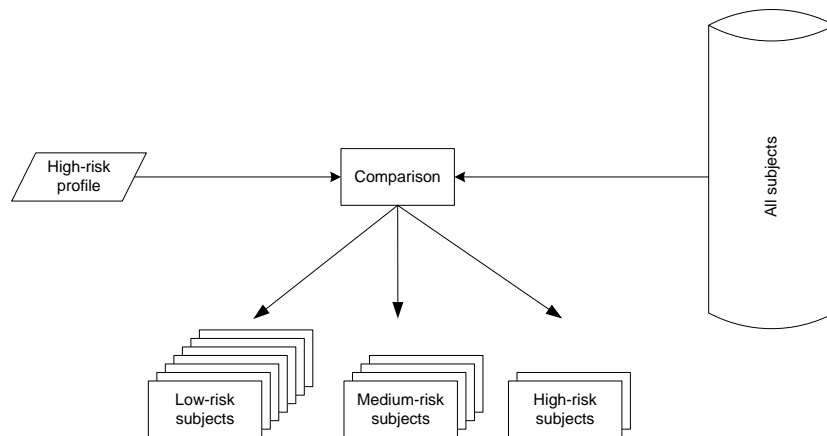 High-risk
profile
Comparison
All subjects
Low-risk
subjects
Medium-risk
subjects
High-risk
subjects